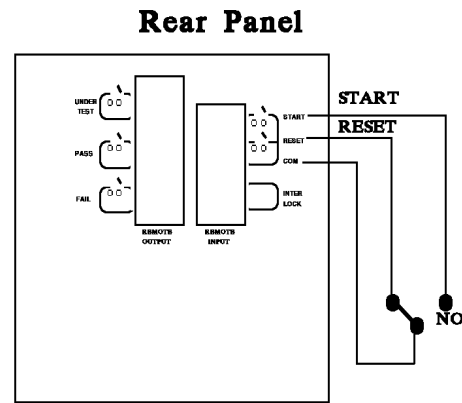 Rear Panel
UNDER
TEST
PASS
FAIL
REMOTE
OUTPUT
REMOTE
INPUT
START
RESET
COM
INTER
LOCK
START
RESET
NO